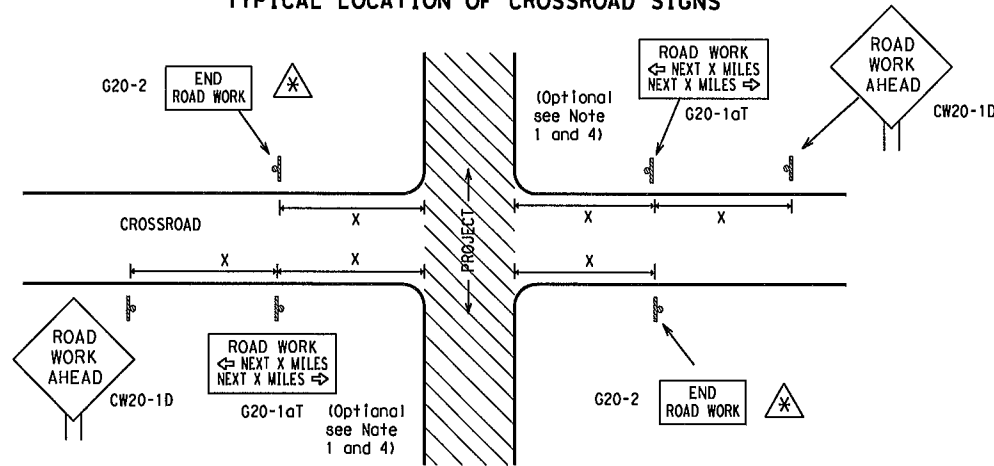 TYPICAL LOCATION OF CROSSROAD SIGNS
G20-2
END
ROAD WORK
*
(Optional
see Note
1 and 4)
ROAD WORK
⇦ NEXT X MILES
NEXT X MILES ⇨
G20-1aT
ROAD
WORK
AHEAD
CW20-1D
X
X
X
CROSSROAD
PROJECT
X
X
X
ROAD
WORK
AHEAD
CW20-1D
ROAD WORK
⇦ NEXT X MILES
NEXT X MILES ⇨
G20-1aT
(Optional
see Note
1 and 4)
G20-2
END
ROAD WORK
*